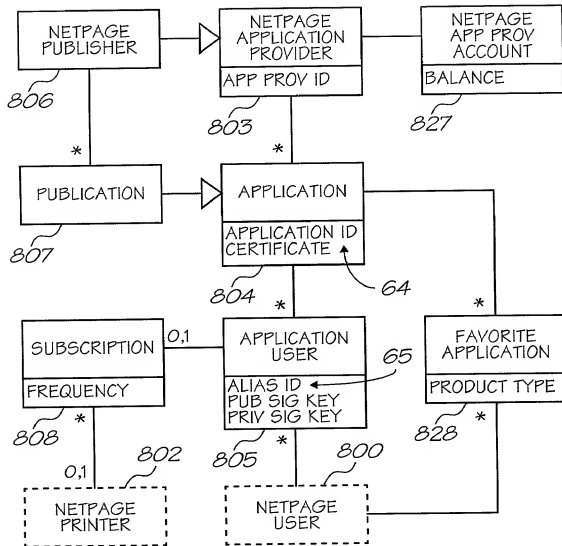 NETPAGE
PUBLISHER
NETPAGE
APPLICATION
PROVIDER
NETPAGE
APP PROV
ACCOUNT
APP PROV ID
BALANCE
806
803
827
*
*
PUBLICATION
APPLICATION
APPLICATION ID
CERTIFICATE
807
804
64
*
*
SUBSCRIPTION
0,1
APPLICATION
USER
FAVORITE
APPLICATION
FREQUENCY
ALIAS ID
PUB SIG KEY
PRIV SIG KEY
65
PRODUCT TYPE
808
*
805
*
828
*
802
800
0,1
NETPAGE
PRINTER
NETPAGE
USER